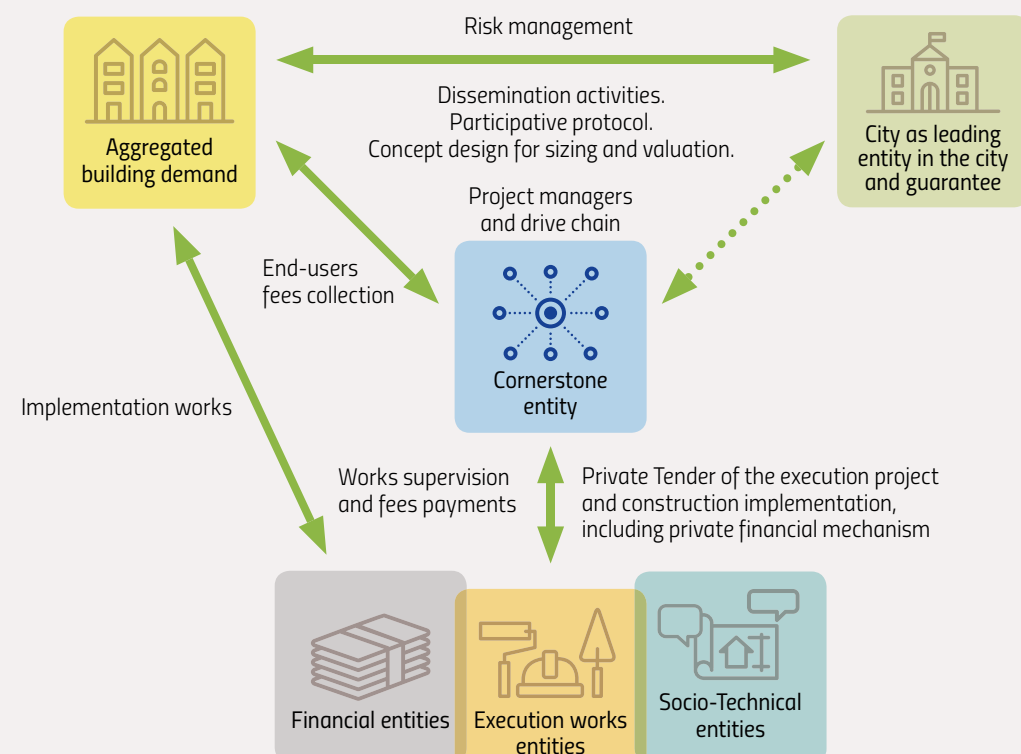 Risk management
Aggregated
building demand
City as leading
entity in the city
and guarantee
Dissemination activities.
Participative protocol.
Concept design for sizing and valuation.
Project managers
and drive chain
End-users
fees collection
Cornerstone
entity
Implementation works
Works supervision
and fees payments
Private Tender of the execution project
and construction implementation,
including private financial mechanism
Financial entities
Execution works
entities
Socio-Technical
entities